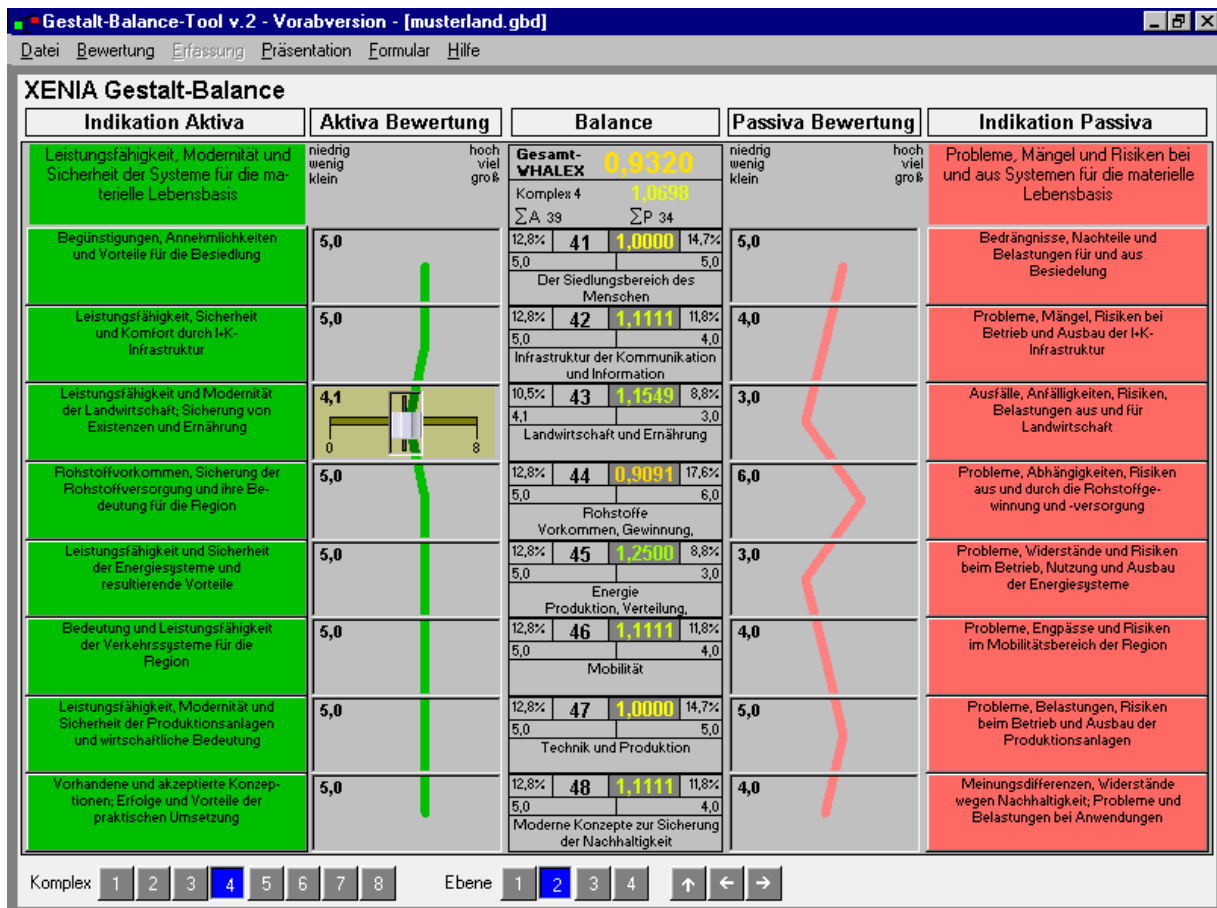 Gestalt-Balance-Tool v.2 - Vorabversion - [musterland.gbd]
Datei Bewertung Erfassung Präsentation Formular Hilfe
XENIA Gestalt-Balance
Indikation Aktiva
Aktiva Bewertung
Balance
Passiva Bewertung
Indikation Passiva
Leistungsfähigkeit, Modernität und
Sicherheit der Systeme für die ma-
terielle Lebensbasis
niedrig hoch
wenig viel
klein groß
Gesamt-
WHALEX 0,9320
Komplex 4 1,0698
∑A 39 ∑P 34
niedrig hoch
wenig viel
klein groß
Probleme, Mängel und Risiken bei
und aus Systemen für die materielle
Lebensbasis
Begünstigungen, Annehmlichkeiten
und Vorteile für die Besiedlung
5,0
12,8% 41 1,0000 14,7%
5,0 5,0
Der Siedlungsbereich des
Menschen
5,0
Bedrängnisse, Nachteile und
Belastungen für und aus
Besiedelung
Leistungsfähigkeit, Sicherheit
und Komfort durch I+K-
Infrastruktur
5,0
12,8% 42 1,1111 11,8%
5,0 4,0
Infrastruktur der Kommunikation
und Information
4,0
Probleme, Mängel, Risiken bei
Betrieb und Ausbau der I+K-
Infrastruktur
Leistungsfähigkeit und Modernität
der Landwirtschaft; Sicherung von
Existenzen und Ernährung
4,1
0 8
10,5% 43 1,1549 8,8%
4,1 3,0
Landwirtschaft und Ernährung
3,0
Ausfälle, Anfälligkeiten, Risiken,
Belastungen aus und für
Landwirtschaft
Rohstoffvorkommen, Sicherung der
Rohstoffversorgung und ihre Be-
deutung für die Region
5,0
12,8% 44 0,9091 17,6%
5,0 6,0
Rohstoffe
Vorkommen, Gewinnung,
6,0
Probleme, Abhängigkeiten, Risiken
aus und durch die Rohstoffge-
winnung und -versorgung
Leistungsfähigkeit und Sicherheit
der Energiesysteme und
resultierende Vorteile
5,0
12,8% 45 1,2500 8,8%
5,0 3,0
Energie
Produktion, Verteilung,
3,0
Probleme, Widerstände und Risiken
beim Betrieb, Nutzung und Ausbau
der Energiesysteme
Bedeutung und Leistungsfähigkeit
der Verkehrssysteme für die
Region
5,0
12,8% 46 1,1111 11,8%
5,0 4,0
Mobilität
4,0
Probleme, Engpässe und Risiken
im Mobilitätsbereich der Region
Leistungsfähigkeit, Modernität und
Sicherheit der Produktionsanlagen
und wirtschaftliche Bedeutung
5,0
12,8% 47 1,0000 14,7%
5,0 5,0
Technik und Produktion
5,0
Probleme, Belastungen, Risiken
beim Betrieb und Ausbau der
Produktionsanlagen
Vorhandene und akzeptierte Konzep-
tionen; Erfolge und Vorteile der
praktischen Umsetzung
5,0
12,8% 48 1,1111 11,8%
5,0 4,0
Moderne Konzepte zur Sicherung
der Nachhaltigkeit
4,0
Meinungsdifferenzen, Widerstände
wegen Nachhaltigkeit; Probleme und
Belastungen bei Anwendungen
Komplex 1 2 3 4 5 6 7 8 Ebene 1 2 3 4 ↑ ← →